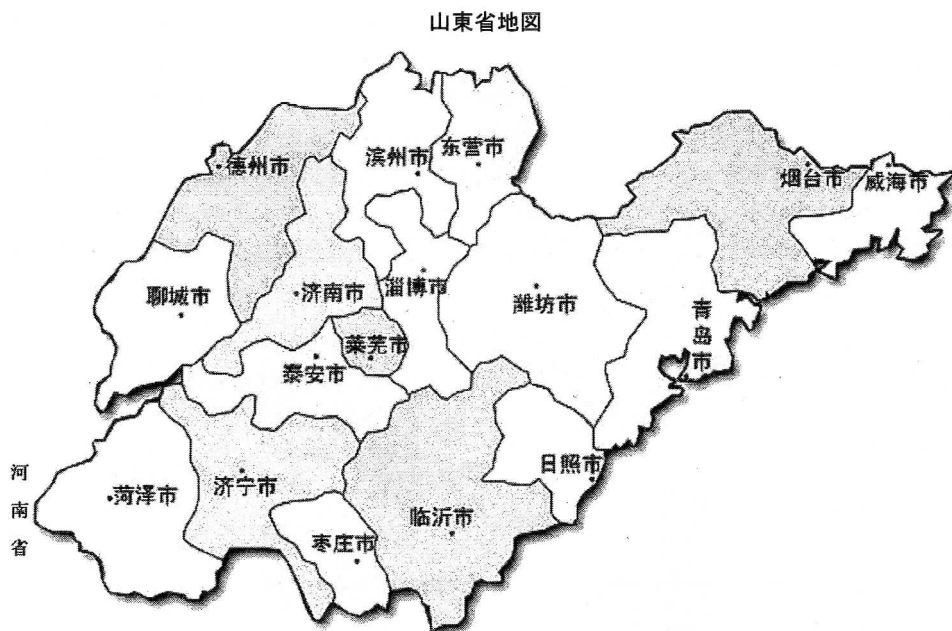 山東省地図
德州市
滨州市
东营市
烟台市
威海市
聊城市
济南市
淄博市
潍坊市
青岛市
莱芜市
泰安市
日照市
河南省
菏泽市
济宁市
临沂市
枣庄市